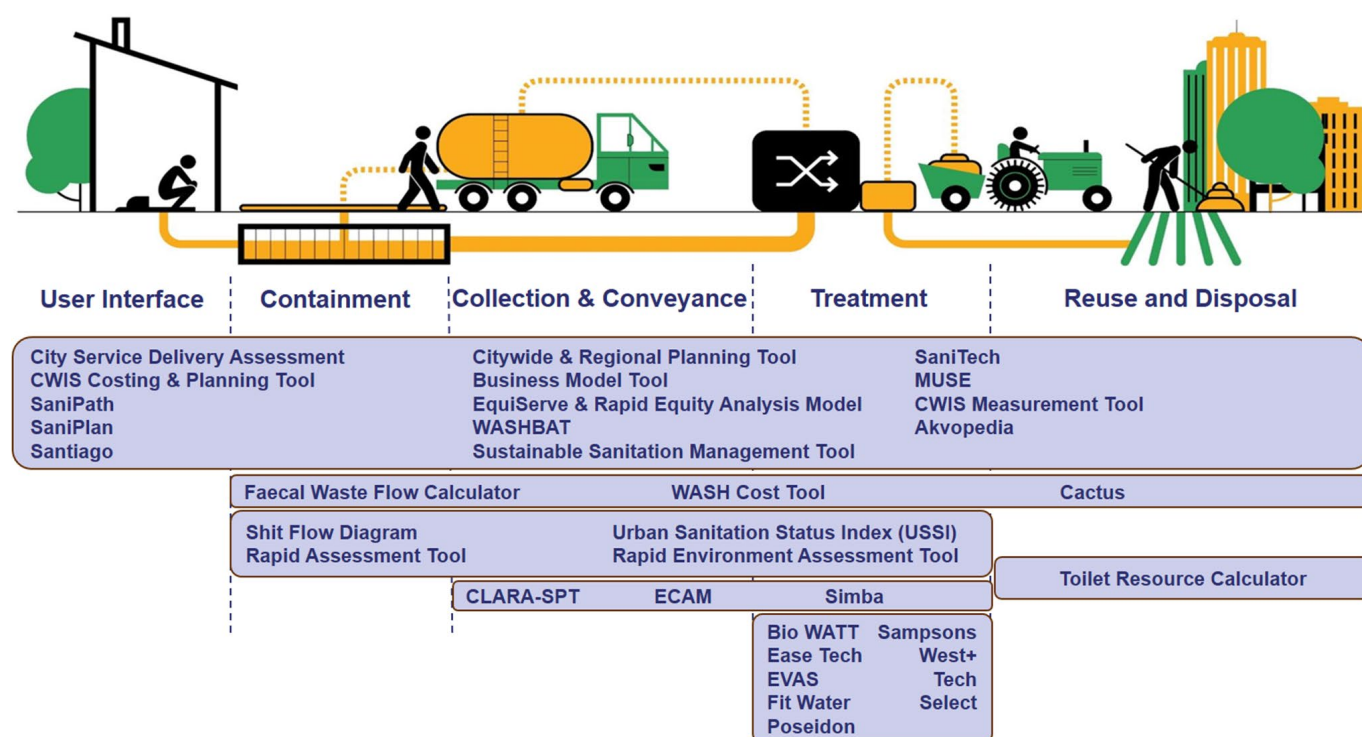 User Interface
Containment
Collection & Conveyance
Treatment
Reuse and Disposal
City Service Delivery Assessment
CWIS Costing & Planning Tool
SaniPath
SaniPlan
Santiago
Citywide & Regional Planning Tool
Business Model Tool
EquiServe & Rapid Equity Analysis Model
WASHBAT
Sustainable Sanitation Management Tool
SaniTech
MUSE
CWIS Measurement Tool
Akvopedia
Faecal Waste Flow Calculator
WASH Cost Tool
Cactus
Shit Flow Diagram
Rapid Assessment Tool
Urban Sanitation Status Index (USSI)
Rapid Environment Assessment Tool
Toilet Resource Calculator
CLARA-SPT
ECAM
Simba
Bio WATT
Ease Tech
EVAS
Fit Water
Poseidon
Sampsons
West+
Tech
Select